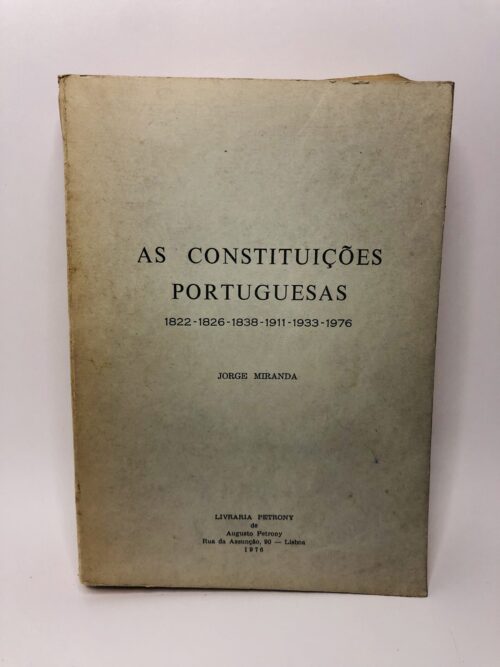 AS CONSTITUIÇÕES
PORTUGUESAS
1822-1826-1838-1911-1933-1976
JORGE MIRANDA
LIVRARIA PETRONY
de
Augusto Petrony
Rua da Assunção, 90 — Lisboa
1976